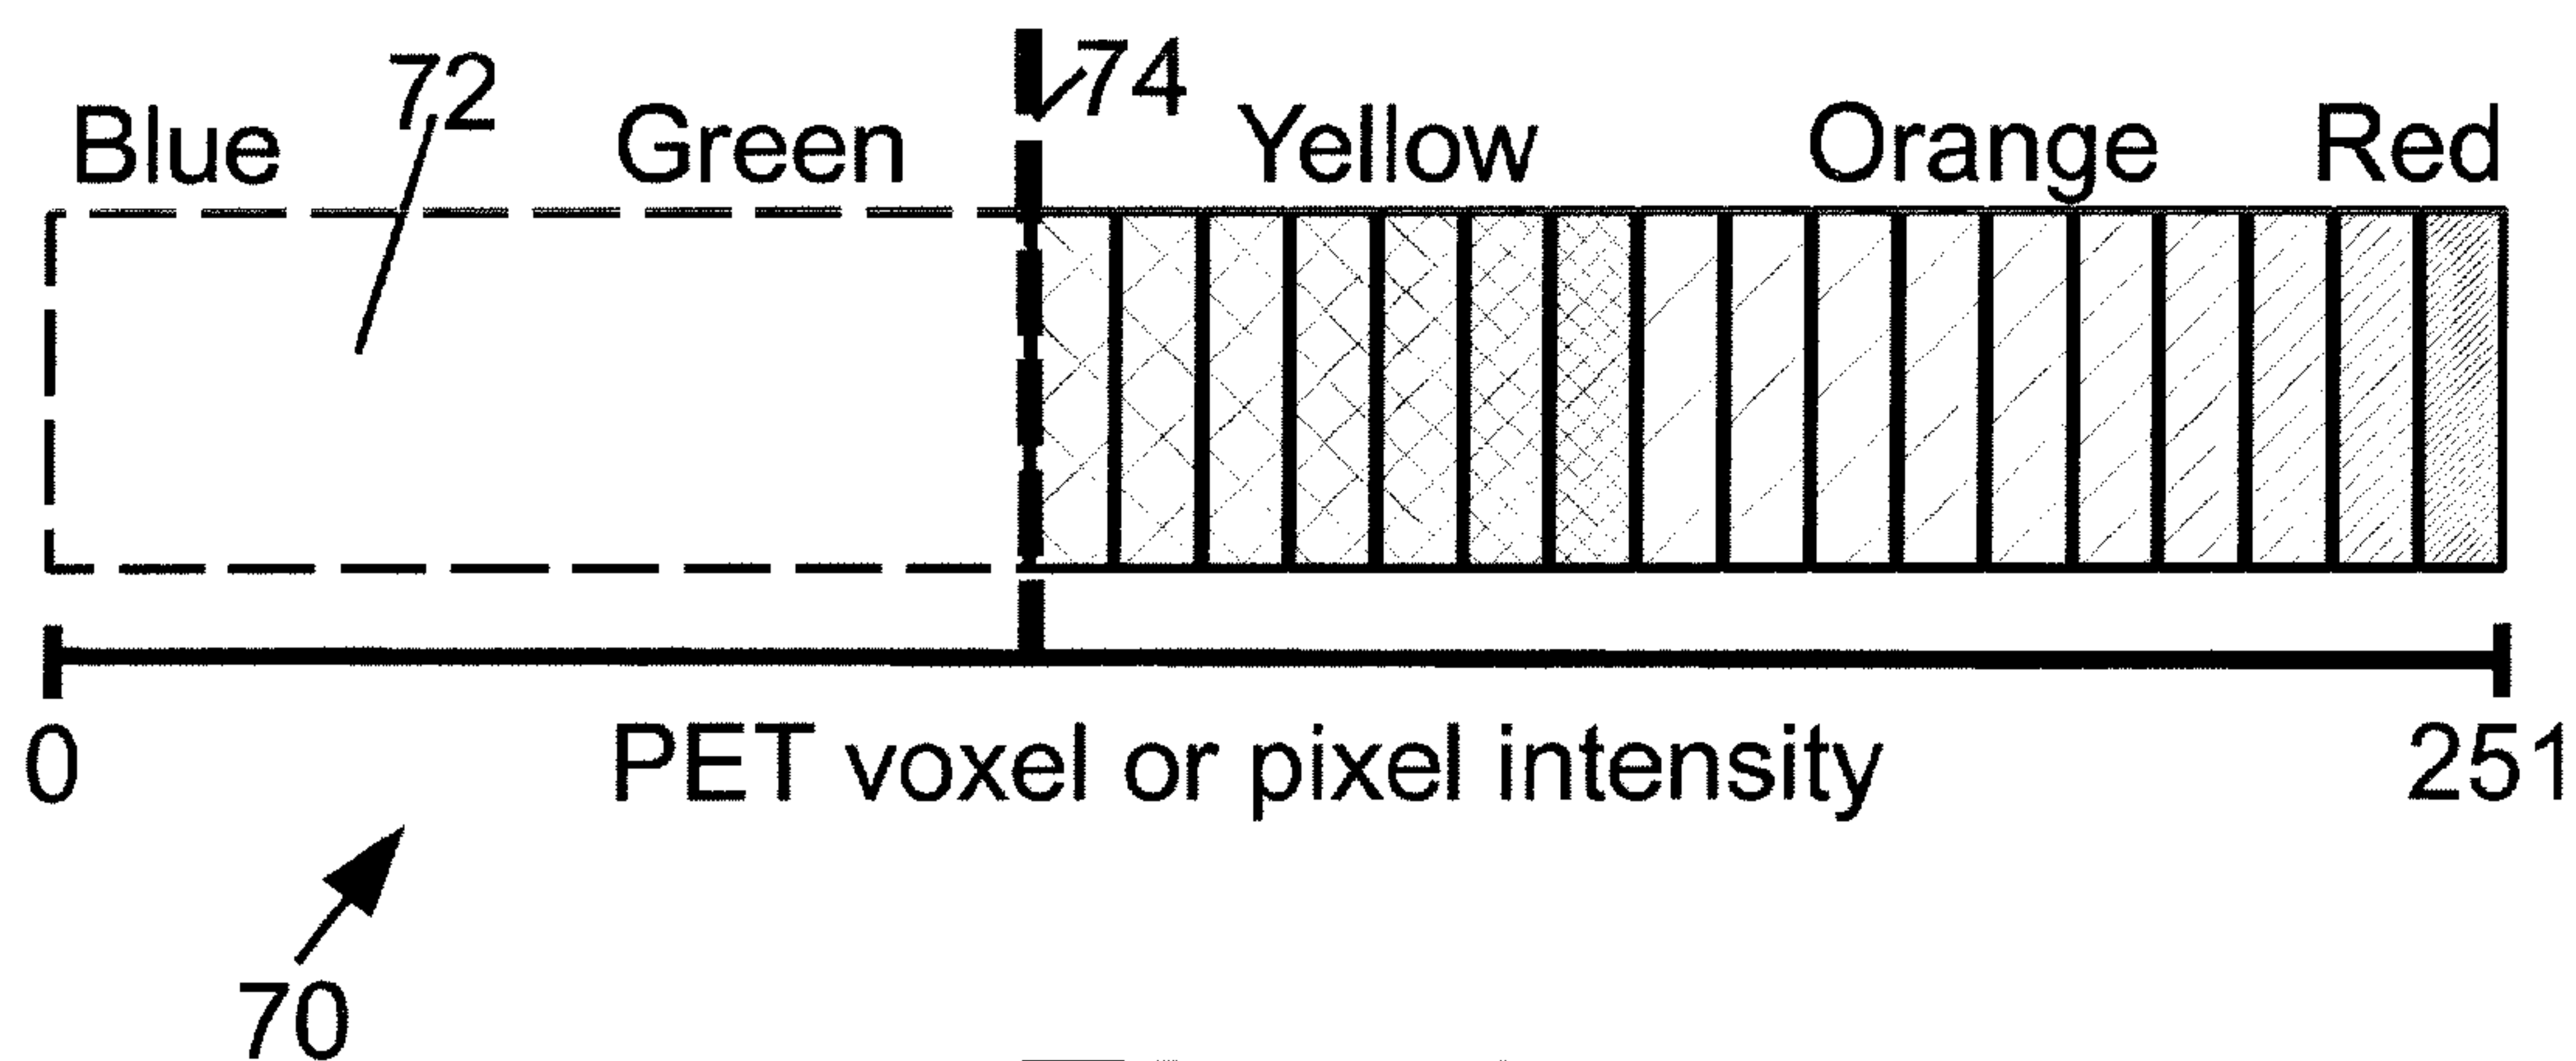 72 74
Blue Green Yellow Orange Red
0 PET voxel or pixel intensity 251
70